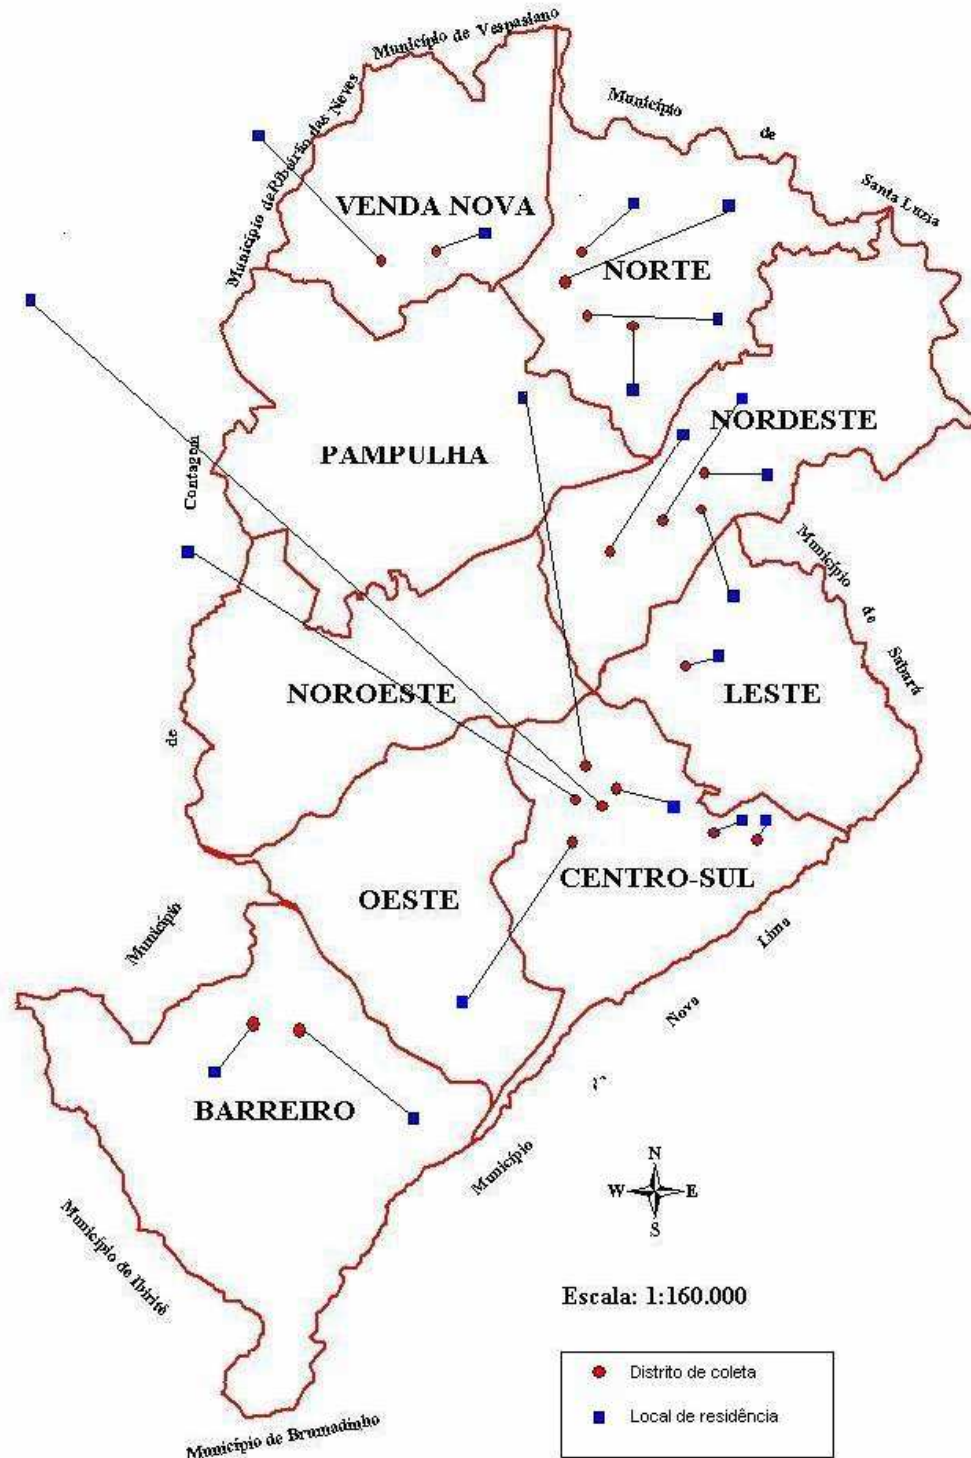 Município de Vespasiano
Município de Ribeirão das Neves
Município
de
Santa Luzia
VENDA NOVA
NORTE
NORDESTE
PAMPULHA
Contagem
de
Município
Município
de
Sabará
NOROESTE
LESTE
OESTE
CENTRO-SUL
Lima
Nova
Município
BARREIRO
Município de Ibirité
Município de Brumadinho
N
W E
S
Escala: 1:160.000
Distrito de coleta
Local de residência